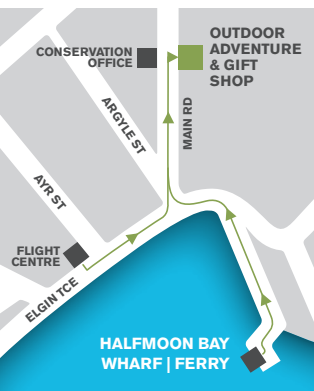 OUTDOOR
ADVENTURE
& GIFT
SHOP
CONSERVATION
OFFICE
MAIN RD
ARGYLE ST
AYR ST
FLIGHT
CENTRE
ELGIN TCE
HALFMOON BAY
WHARF | FERRY